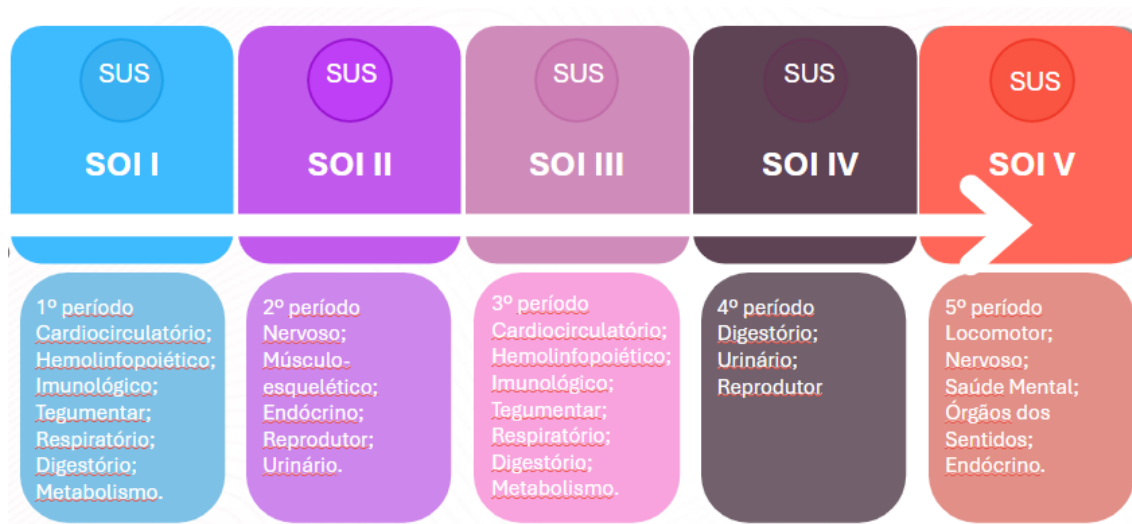 SUS
SOI I
SUS
SOI II
SUS
SOI III
SUS
SOI IV
SUS
SOI V
1º período
Cardiocirculatório;
Hemolinfopoiético;
Imunológico;
Tegumentar;
Respiratório;
Digestório;
Metabolismo.
2º período
Nervoso;
Músculo-
esquelético;
Endócrino;
Reprodutor;
Urinário.
3º período
Cardiocirculatório;
Hemolinfopoiético;
Imunológico;
Tegumentar;
Respiratório;
Digestório;
Metabolismo.
4º período
Digestório;
Urinário;
Reprodutor
5º período
Locomotor;
Nervoso;
Saúde Mental;
Órgãos dos
Sentidos;
Endócrino.